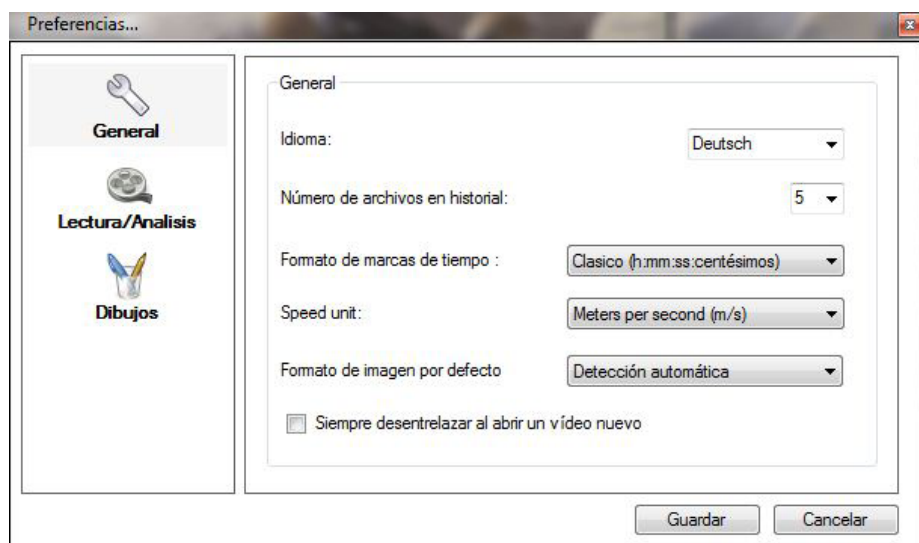 Preferencias...
General
Lectura/Analisis
Dibujos
General
Idioma:
Deutsch
Número de archivos en historial:
5
Formato de marcas de tiempo :
Clasico (h:mm:ss:centésimos)
Speed unit:
Meters per second (m/s)
Formato de imagen por defecto
Detección automática
Siempre desentrelazar al abrir un vídeo nuevo
Guardar
Cancelar